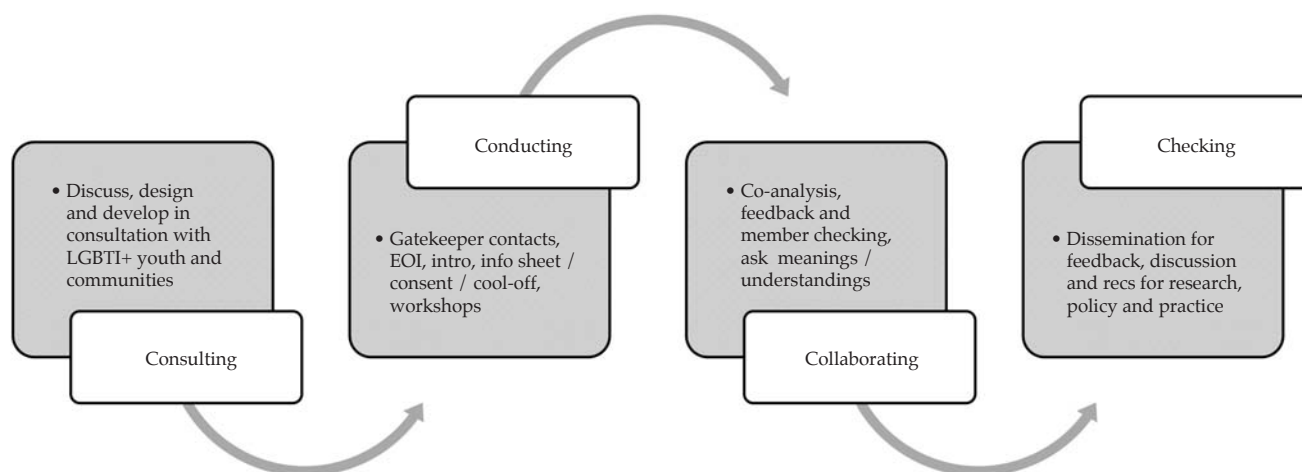 • Discuss, design
and develop in
consultation with
LGBTI+ youth and
communities
Consulting
Conducting
• Gatekeeper contacts,
EOI, intro, info sheet /
consent / cool-off,
workshops
• Co-analysis,
feedback and
member checking,
ask meanings /
understandings
Collaborating
Checking
• Dissemination for
feedback, discussion
and recs for research,
policy and practice